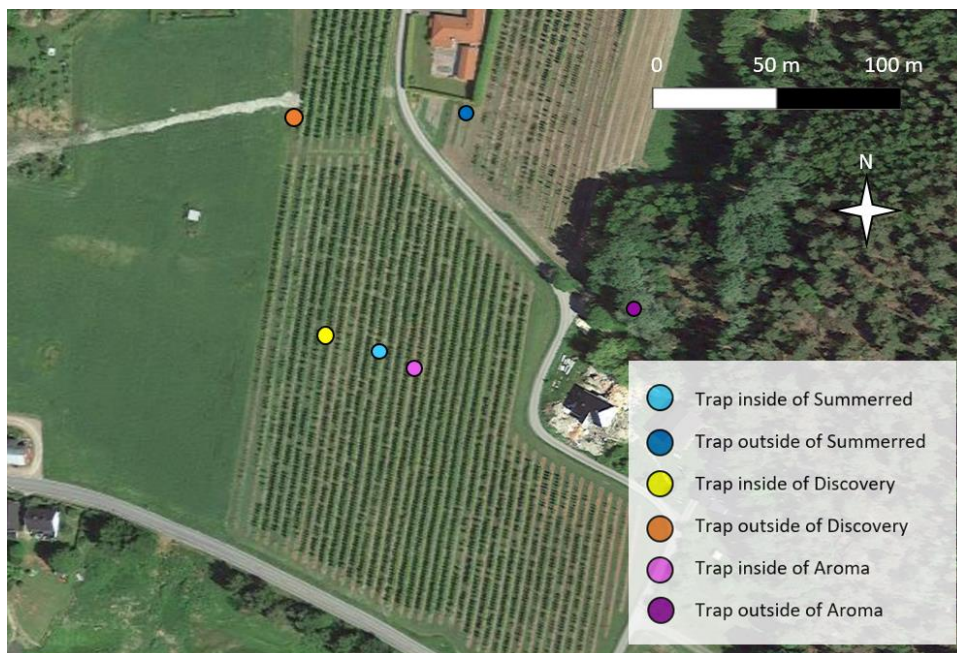 0 50 m 100 m
N
Trap inside of Summerred
Trap outside of Summerred
Trap inside of Discovery
Trap outside of Discovery
Trap inside of Aroma
Trap outside of Aroma